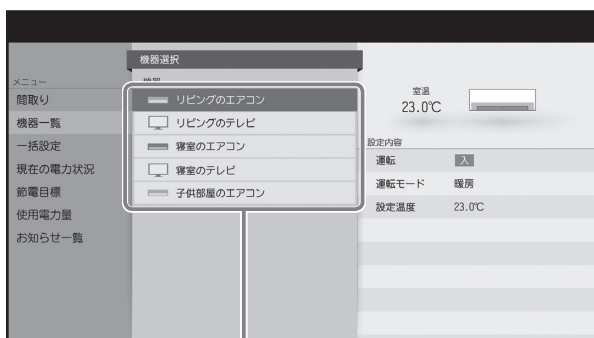 機器選択
メニュー
機器
間取り
機器一覧
一括設定
現在の電力状況
節電目標
使用電力量
お知らせ一覧
リビングのエアコン
リビングのテレビ
寝室のエアコン
寝室のテレビ
子供部屋のエアコン
室温
23.0℃
設定内容
運転 入
運転モード 暖房
設定温度 23.0℃